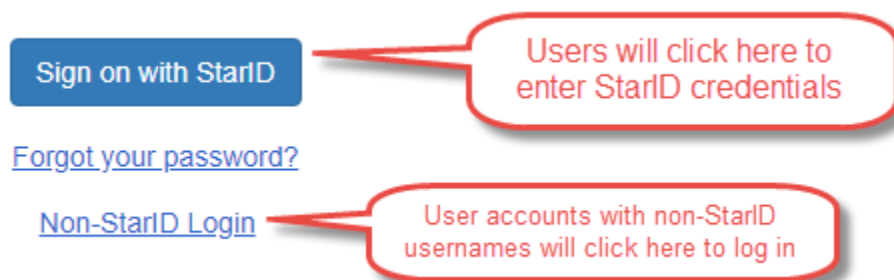 Sign on with StarID
Users will click here to
enter StarID credentials
Forgot your password?
Non-StarID Login
User accounts with non-StarID
usernames will click here to log in